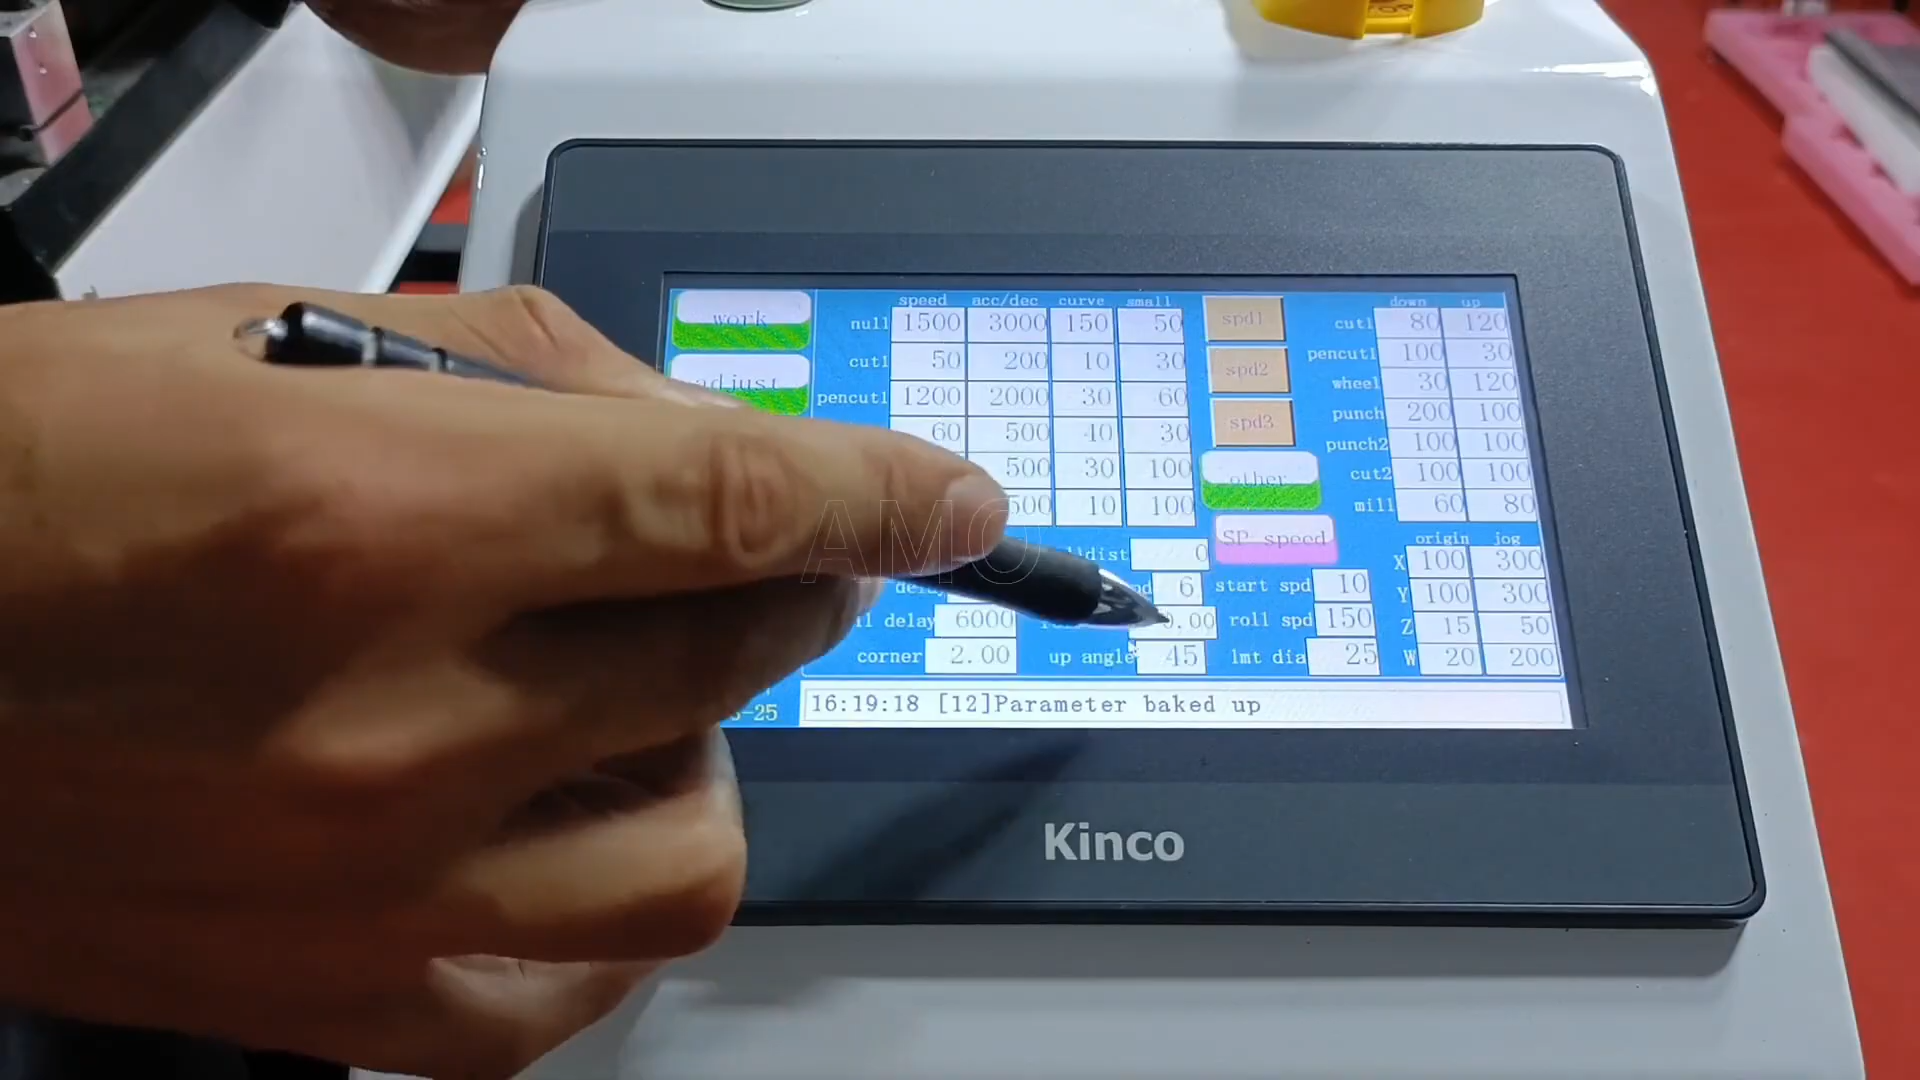 speed acc/dec curve small down up
work null 1500 3000 150 50 spd1 cut1 80 120
cut1 50 200 10 30 spd2 pencut1 100 30
adjust pencut1 1200 2000 30 60 wheel 30 120
60 500 40 30 spd3 punch 200 100
punch2 100 100
500 30 100 other cut2 100 100
500 10 100 mill 60 80
SP speed origin jog
dist 0 X 100 300
delay 6 start spd 10 Y 100 300
delay 6000 0.00 roll spd 150 Z 15 50
corner 2.00 up angle 45 lmt dia 25 W 20 200
-25 16:19:18 [12]Parameter baked up
AMO
Kinco